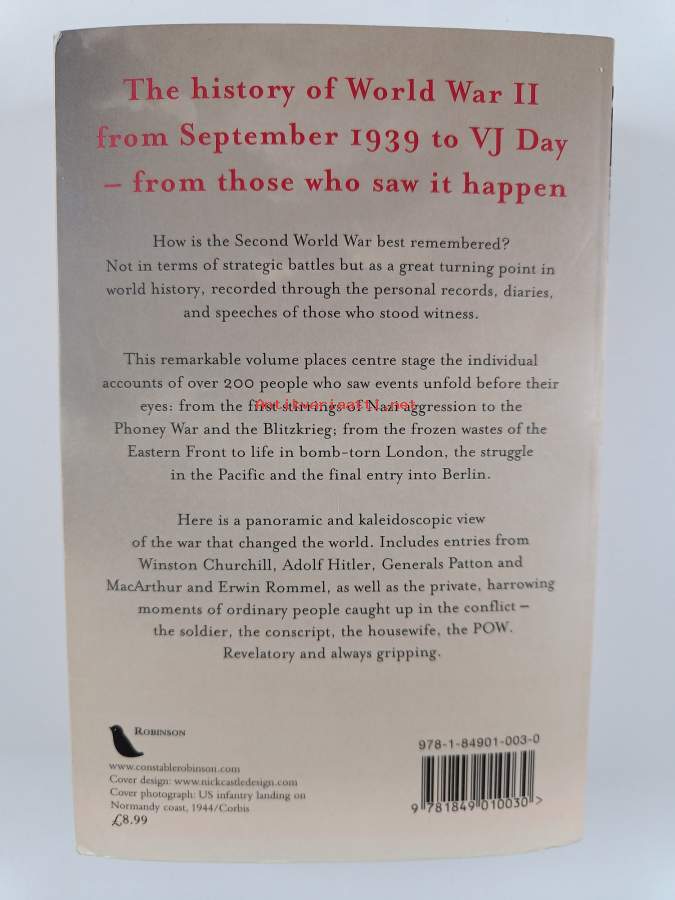 The history of World War II
from September 1939 to VJ Day
– from those who saw it happen
How is the Second World War best remembered?
Not in terms of strategic battles but as a great turning point in
world history, recorded through the personal records, diaries,
and speeches of those who stood witness.
This remarkable volume places centre stage the individual
accounts of over 200 people who saw events unfold before their
eyes: from the first stirrings of Nazi aggression to the
Antikvariaatti.net
Phoney War and the Blitzkrieg; from the frozen wastes of the
Eastern Front to life in bomb-torn London, the struggle
in the Pacific and the final entry into Berlin.
Here is a panoramic and kaleidoscopic view
of the war that changed the world. Includes entries from
Winston Churchill, Adolf Hitler, Generals Patton and
MacArthur and Erwin Rommel, as well as the private, harrowing
moments of ordinary people caught up in the conflict –
the soldier, the conscript, the housewife, the POW.
Revelatory and always gripping.
ROBINSON
www.constablerobinson.com
Cover design: www.nickcastledesign.com
Cover photograph: US infantry landing on
Normandy coast, 1944/Corbis
£8.99
978-1-84901-003-0
9 781849 010030 >